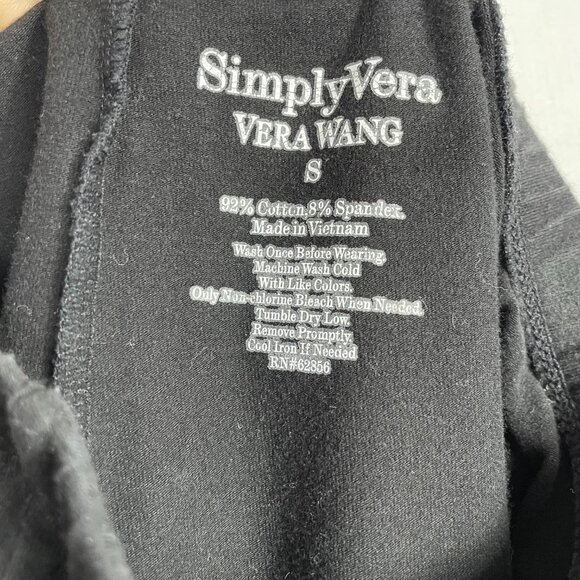 SimplyVera
VERA WANG
S
92% Cotton, 8% Spandex
Made in Vietnam
Wash Once Before Wearing.
Machine Wash Cold
With Like Colors.
Only Non-chlorine Bleach When Needed.
Tumble Dry Low.
Remove Promptly.
Cool Iron If Needed
RN#62856